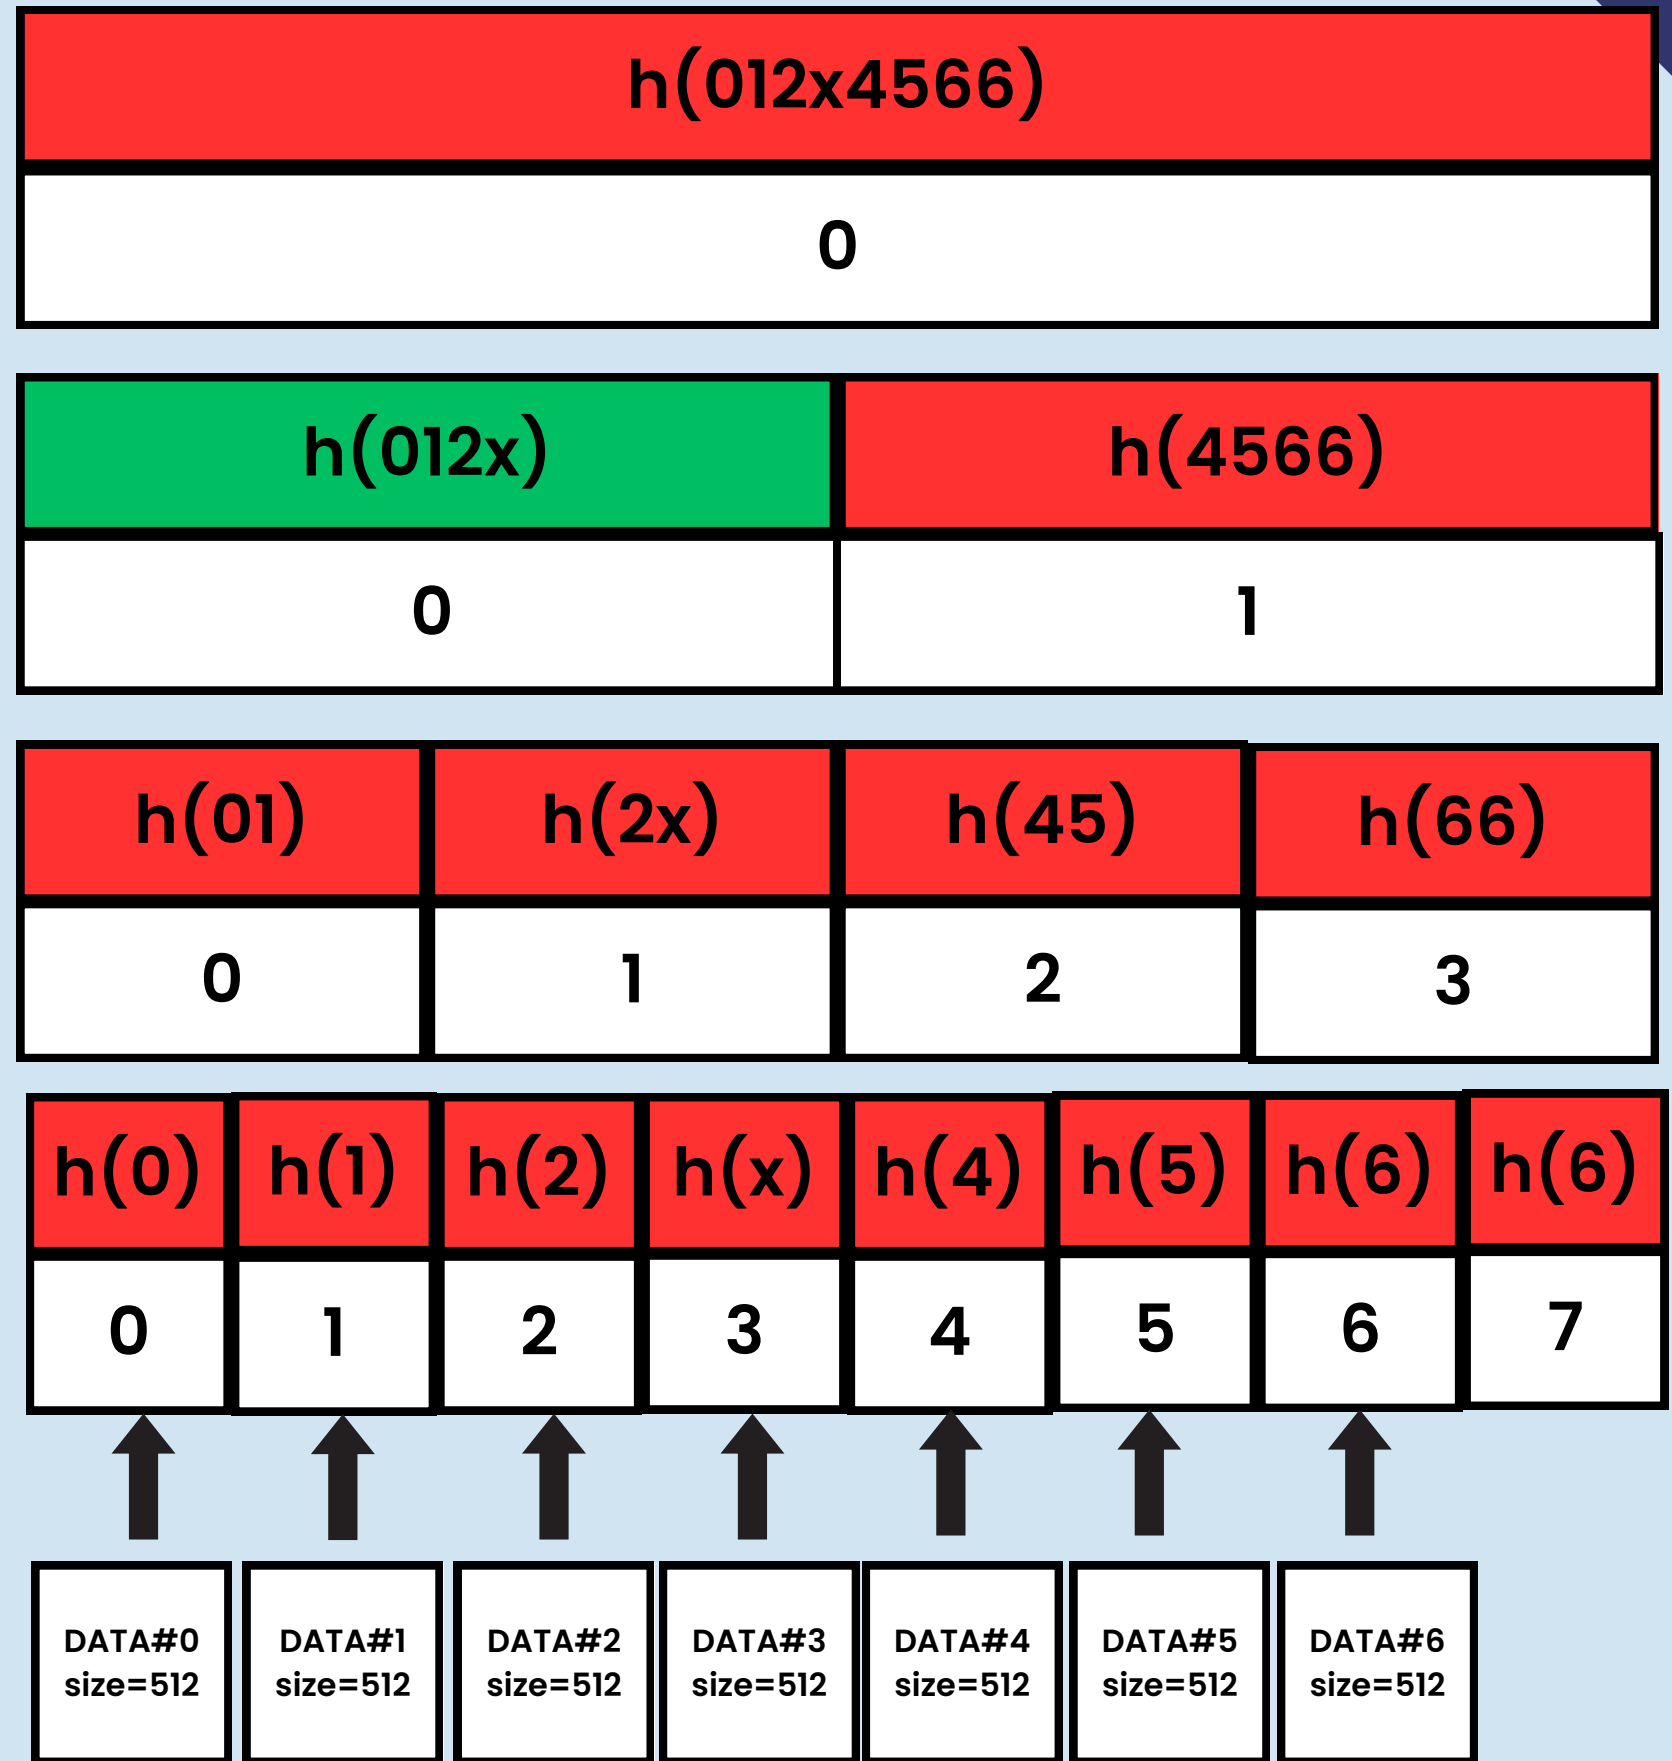 h(012x4566)
0
h(012x) h(4566)
0 1
h(01) h(2x) h(45) h(66)
0 1 2 3
h(0) h(1) h(2) h(x) h(4) h(5) h(6) h(6)
0 1 2 3 4 5 6 7
DATA#0 DATA#1 DATA#2 DATA#3 DATA#4 DATA#5 DATA#6
size=512 size=512 size=512 size=512 size=512 size=512 size=512